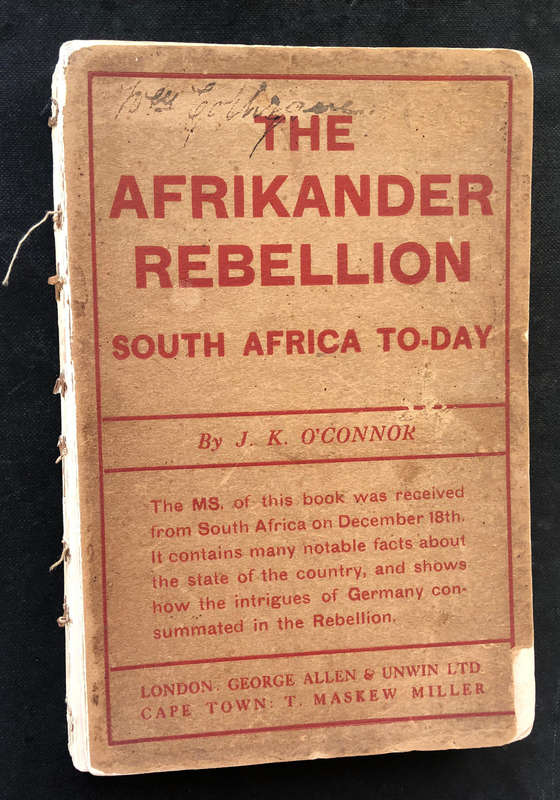 THE
AFRIKANDER
REBELLION
SOUTH AFRICA TO-DAY
By J. K. O'CONNOR
The MS. of this book was received
from South Africa on December 18th.
It contains many notable facts about
the state of the country, and shows
how the intrigues of Germany con-
summated in the Rebellion.
LONDON: GEORGE ALLEN & UNWIN LTD
CAPE TOWN: T. MASKEW MILLER